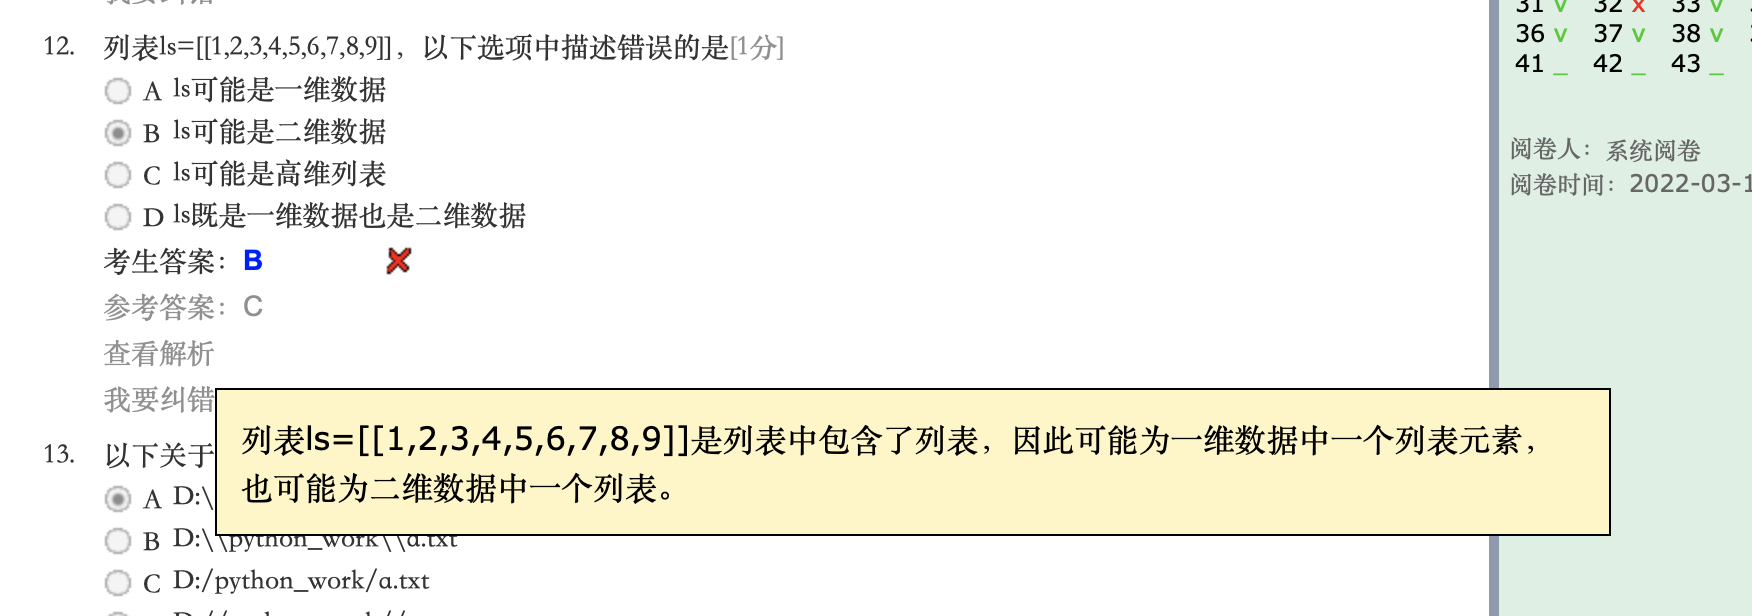 我要纠错
12. 列表ls=[[1,2,3,4,5,6,7,8,9]]，以下选项中描述错误的是[1分]
A ls可能是一维数据
B ls可能是二维数据
C ls可能是高维列表
D ls既是一维数据也是二维数据
考生答案：B
参考答案：C
查看解析
我要纠错
列表ls=[[1,2,3,4,5,6,7,8,9]]是列表中包含了列表，因此可能为一维数据中一个列表元素，
也可能为二维数据中一个列表。
13. 以下关于
A D:\
B D:\\python_work\\a.txt
C D:/python_work/a.txt
31 v 32 x 33 v
36 v 37 v 38 v
41 _ 42 _ 43 _
阅卷人：系统阅卷
阅卷时间：2022-03-1